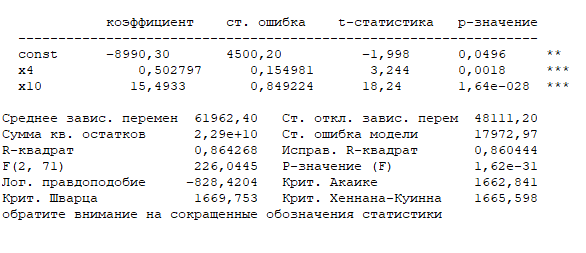 коэффициент ст. ошибка t-статистика p-значение
---------------------------------------------------------------
const −8990,30 4500,20 −1,998 0,0496 **
x4 0,502797 0,154981 3,244 0,0018 ***
x10 15,4933 0,849224 18,24 1,64e-028 ***
Среднее завис. перемен 61962,40 Ст. откл. завис. перем 48111,20
Сумма кв. остатков 2,29e+10 Ст. ошибка модели 17972,97
R-квадрат 0,864268 Исправ. R-квадрат 0,860444
F(2, 71) 226,0445 Р-значение (F) 1,62e-31
Лог. правдоподобие −828,4204 Крит. Акаике 1662,841
Крит. Шварца 1669,753 Крит. Хеннана-Куинна 1665,598
обратите внимание на сокращенные обозначения статистики